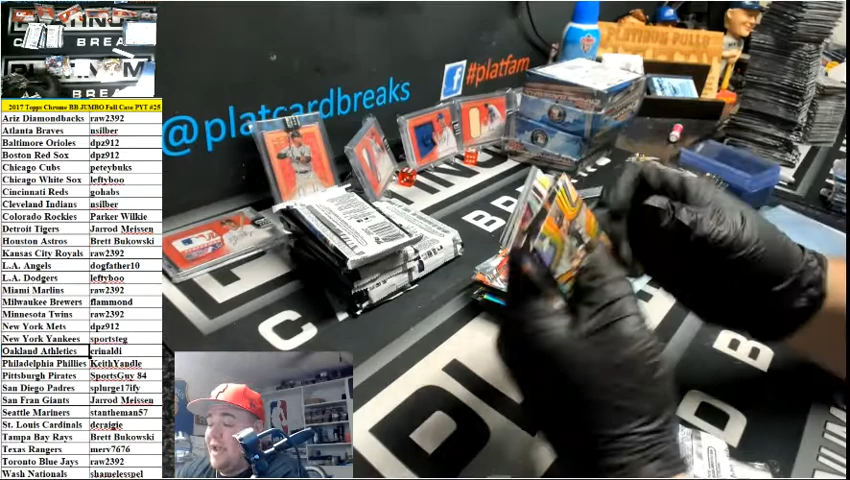 2017 Topps Chrome BB JUMBO Full Case PYT #25
Ariz Diamondbacks raw2392
Atlanta Braves nsilber
Baltimore Orioles dpz912
Boston Red Sox dpz912
Chicago Cubs peteybuks
Chicago White Sox leftyboo
Cincinnati Reds gohabs
Cleveland Indians nsilber
Colorado Rockies Parker Wilkie
Detroit Tigers Jarrod Meissen
Houston Astros Brett Bukowski
Kansas City Royals raw2392
L.A. Angels dogfather10
L.A. Dodgers leftyboo
Miami Marlins raw2392
Milwaukee Brewers flammond
Minnesota Twins raw2392
New York Mets dpz912
New York Yankees sportsteg
Oakland Athletics crinaldi
Philadelphia Phillies KeithYandle
Pittsburgh Pirates SportsGuy 84
San Diego Padres splurge17ify
San Fran Giants Jarrod Meissen
Seattle Mariners stantheman57
St. Louis Cardinals dcraigie
Tampa Bay Rays Brett Bukowski
Texas Rangers merv7676
Toronto Blue Jays raw2392
Wash Nationals shamelesspel
@platcardbreaks
f #platfam
PLATINUM PULLS